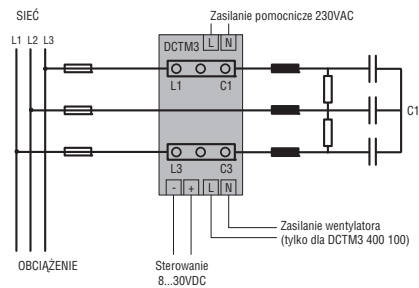 SIEĆ
Zasilanie pomocnicze 230VAC
L1 L2 L3
DCTM3 L N
L1 C1
C1
L3 C3
- + L N
Zasilanie wentylatora
(tylko dla DCTM3 400 100)
OBCIĄŻENIE
Sterowanie
8...30VDC